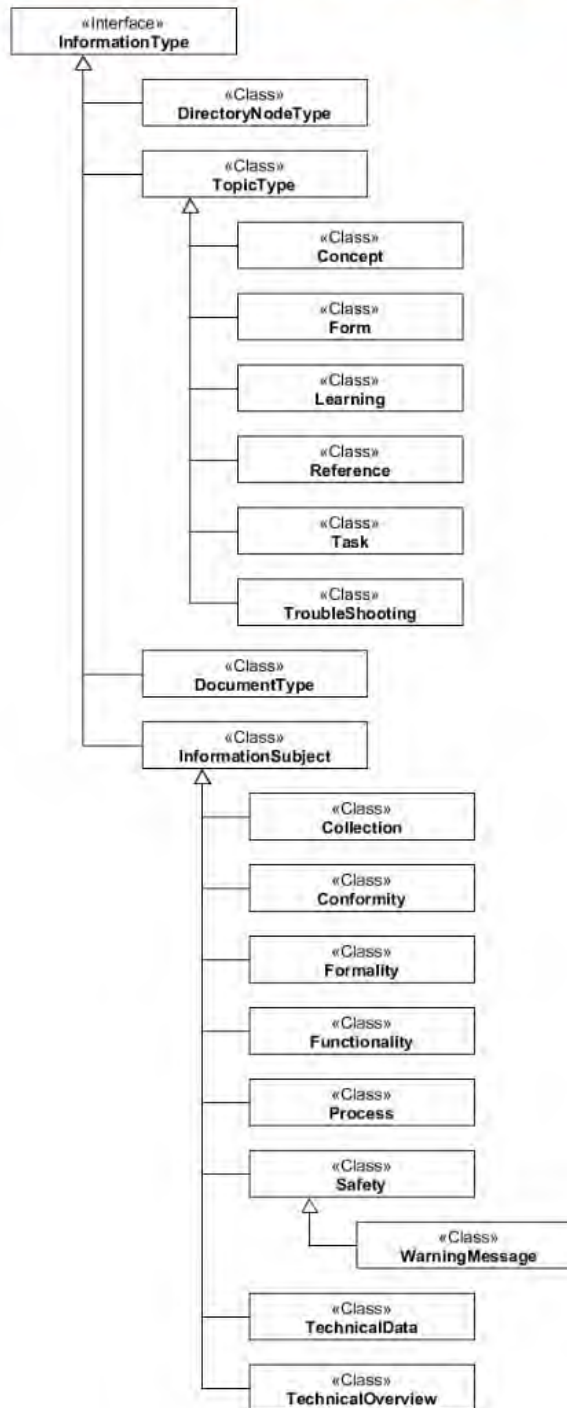 «Interface»
InformationType
«Class»
DirectoryNodeType
«Class»
TopicType
«Class»
Concept
«Class»
Form
«Class»
Learning
«Class»
Reference
«Class»
Task
«Class»
TroubleShooting
«Class»
DocumentType
«Class»
InformationSubject
«Class»
Collection
«Class»
Conformity
«Class»
Formality
«Class»
Functionality
«Class»
Process
«Class»
Safety
«Class»
WarningMessage
«Class»
TechnicalData
«Class»
TechnicalOverview